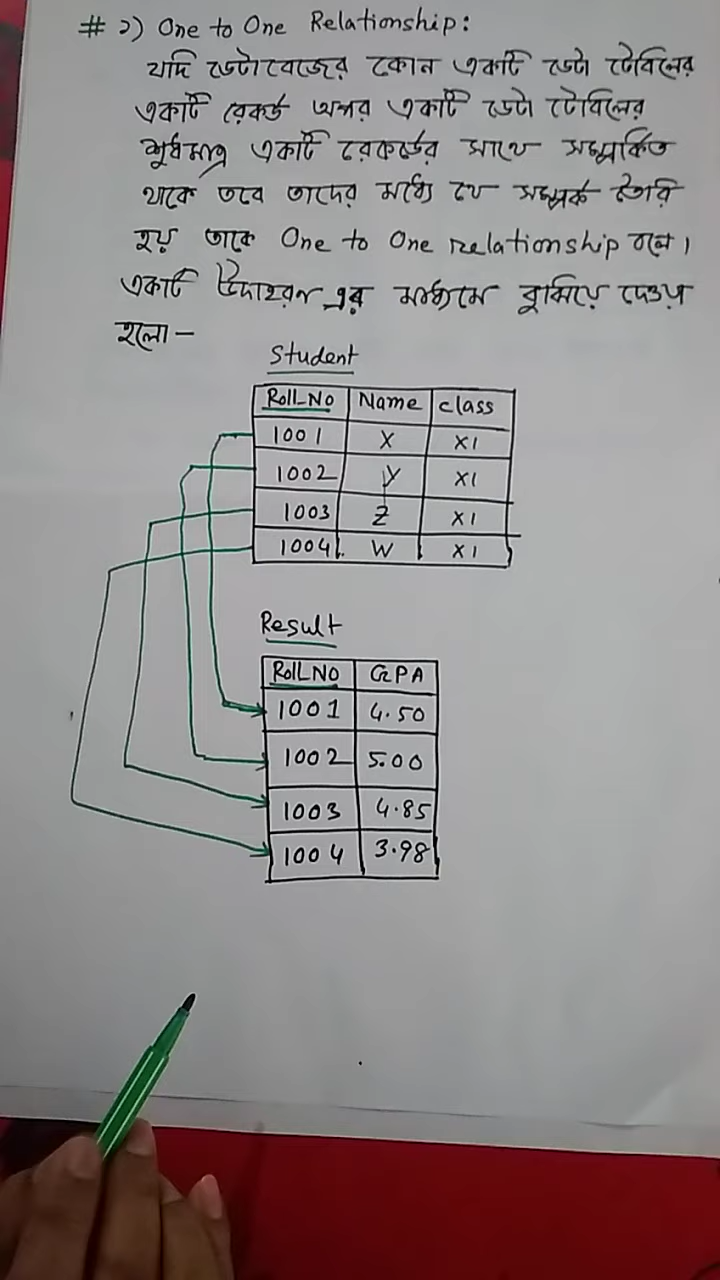 # ১) One to One Relationship:
যদি ডেটাবেজের কোন একটি ডেটা টেবিলের
একটি রেকর্ড অপর একটি ডেটা টেবিলের
শুধুমাত্র একটি রেকর্ডের সাথে সম্পর্কিত
থাকে তবে তাদের মধ্যে যে সম্পর্ক তৈরি
হয় তাকে One to One relationship বলে।
একটি উদাহরণ এর মাধ্যমে বুঝিয়ে দেওয়া
হলো-
Student
Roll_No Name class
1001 X XI
1002 Y XI
1003 Z XI
1004 W XI
Result
Roll_No GPA
1001 4.50
1002 5.00
1003 4.85
1004 3.98